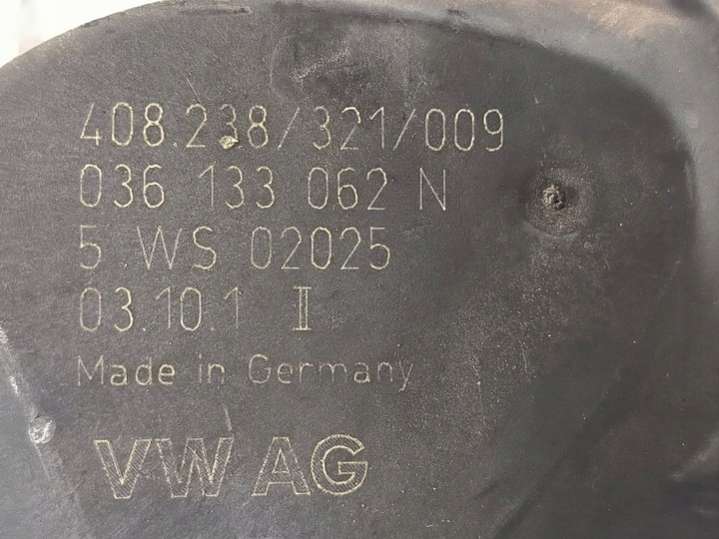 408.238/321/009
036 133 062 N
5 WS 02025
03.10.1 II
Made in Germany
VW AG